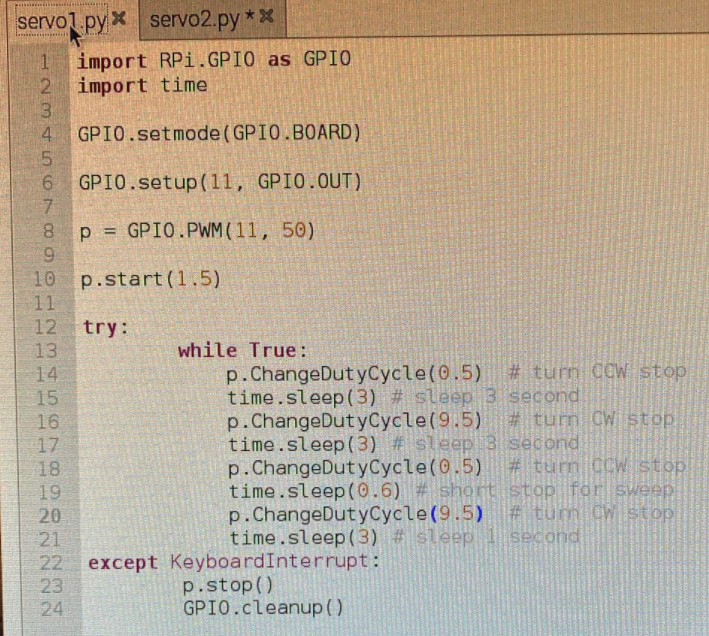 servo1.py ✖ servo2.py * ✖
1 import RPi.GPIO as GPIO
2 import time
3
4 GPIO.setmode(GPIO.BOARD)
5
6 GPIO.setup(11, GPIO.OUT)
7
8 p = GPIO.PWM(11, 50)
9
10 p.start(1.5)
11
12 try:
13 while True:
14 p.ChangeDutyCycle(0.5) # turn CCW stop
15 time.sleep(3) # sleep 3 second
16 p.ChangeDutyCycle(9.5) # turn CW stop
17 time.sleep(3) # sleep 3 second
18 p.ChangeDutyCycle(0.5) # turn CCW stop
19 time.sleep(0.6) # short stop for sweep
20 p.ChangeDutyCycle(9.5) # turn CW stop
21 time.sleep(3) # sleep 1 second
22 except KeyboardInterrupt:
23 p.stop()
24 GPIO.cleanup()